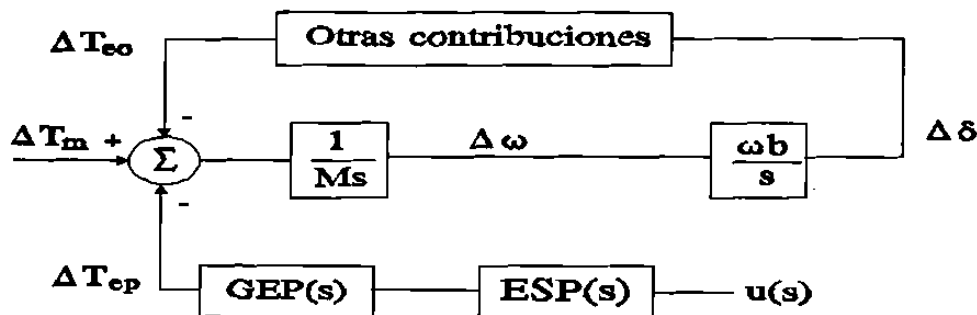 ΔTeo
Otras contribuciones
-
ΔTm +
Σ
1
Ms
Δω
ωb
s
Δδ
-
ΔTep
GEP(s)
ESP(s)
u(s)